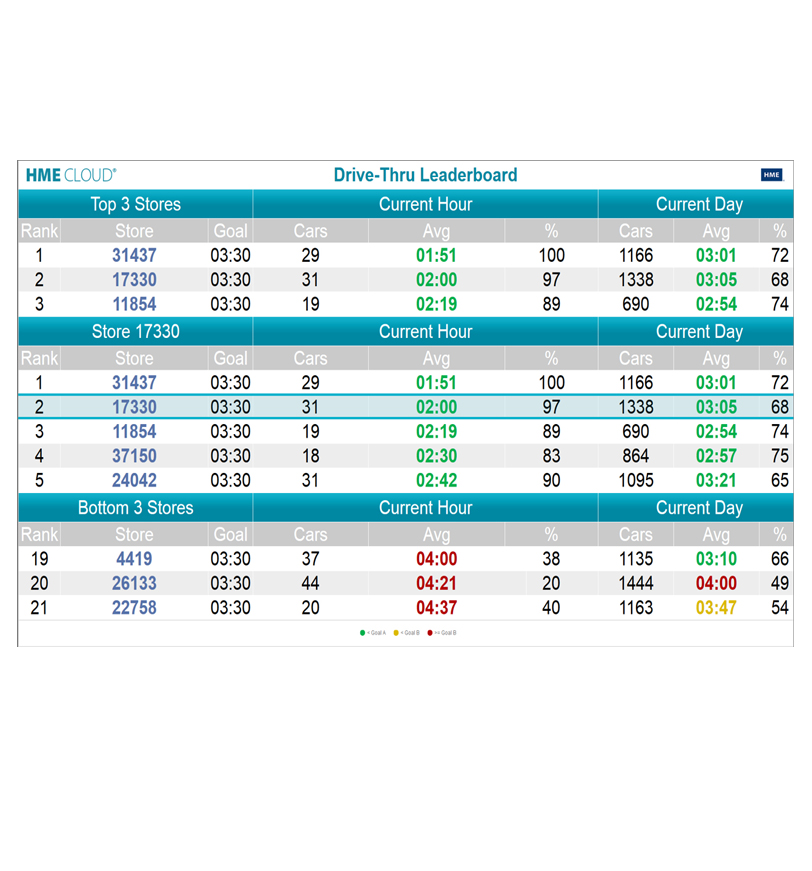 HME CLOUD® Drive-Thru Leaderboard HME
Top 3 Stores Current Hour Current Day
Rank Store Goal Cars Avg % Cars Avg %
1 31437 03:30 29 01:51 100 1166 03:01 72
2 17330 03:30 31 02:00 97 1338 03:05 68
3 11854 03:30 19 02:19 89 690 02:54 74
Store 17330 Current Hour Current Day
Rank Store Goal Cars Avg % Cars Avg %
1 31437 03:30 29 01:51 100 1166 03:01 72
2 17330 03:30 31 02:00 97 1338 03:05 68
3 11854 03:30 19 02:19 89 690 02:54 74
4 37150 03:30 18 02:30 83 864 02:57 75
5 24042 03:30 31 02:42 90 1095 03:21 65
Bottom 3 Stores Current Hour Current Day
Rank Store Goal Cars Avg % Cars Avg %
19 4419 03:30 37 04:00 38 1135 03:10 66
20 26133 03:30 44 04:21 20 1444 04:00 49
21 22758 03:30 20 04:37 40 1163 03:47 54
< Goal A < Goal B >= Goal B